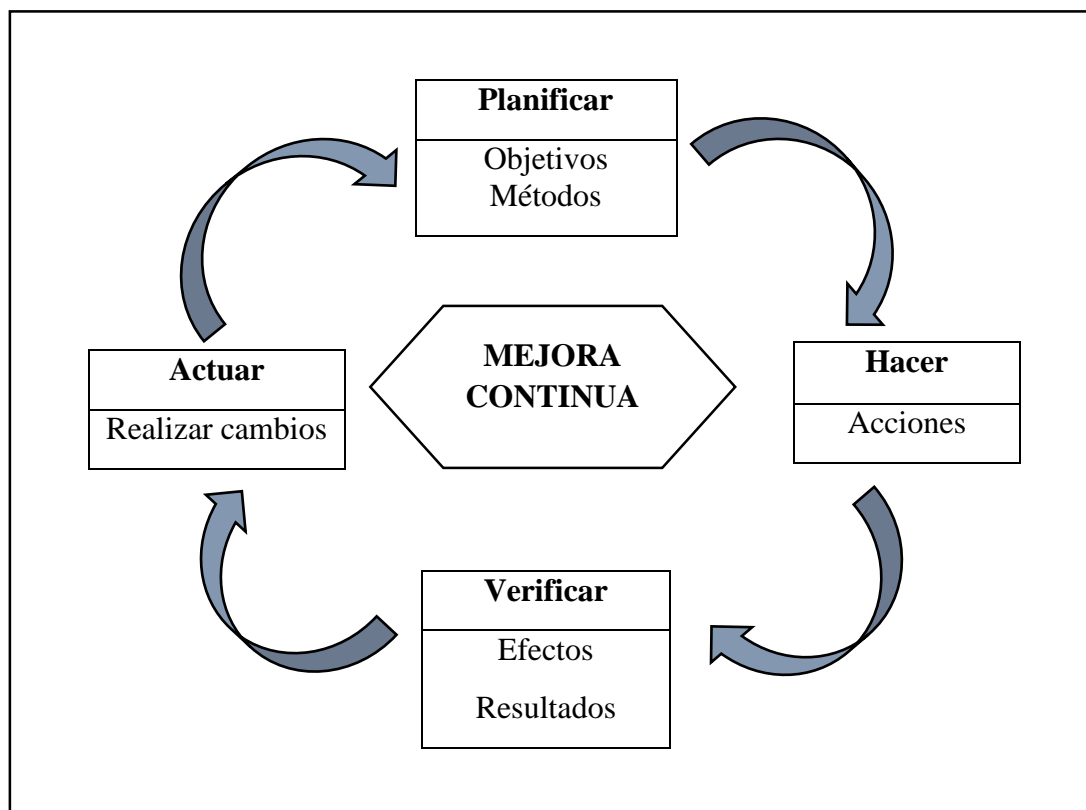 Planificar
Objetivos
Métodos
MEJORA
CONTINUA
Actuar
Realizar cambios
Hacer
Acciones
Verificar
Efectos
Resultados